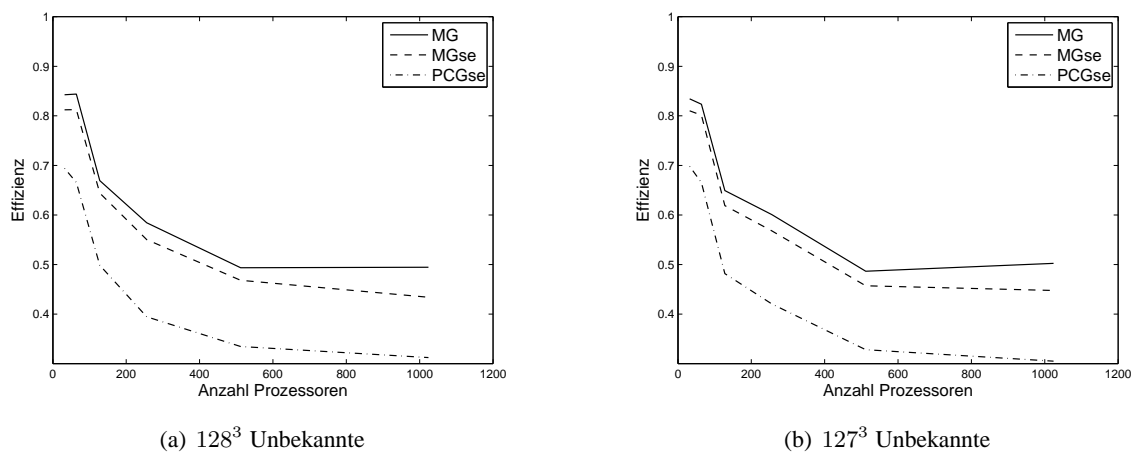 1
0.9
0.8
0.7
0.6
0.5
0.4
Effizienz
0 200 400 600 800 1000 1200
Anzahl Prozessoren
MG
MGse
PCGse
(a) 128³ Unbekannte
1
0.9
0.8
0.7
0.6
0.5
0.4
Effizienz
0 200 400 600 800 1000 1200
Anzahl Prozessoren
MG
MGse
PCGse
(b) 127³ Unbekannte